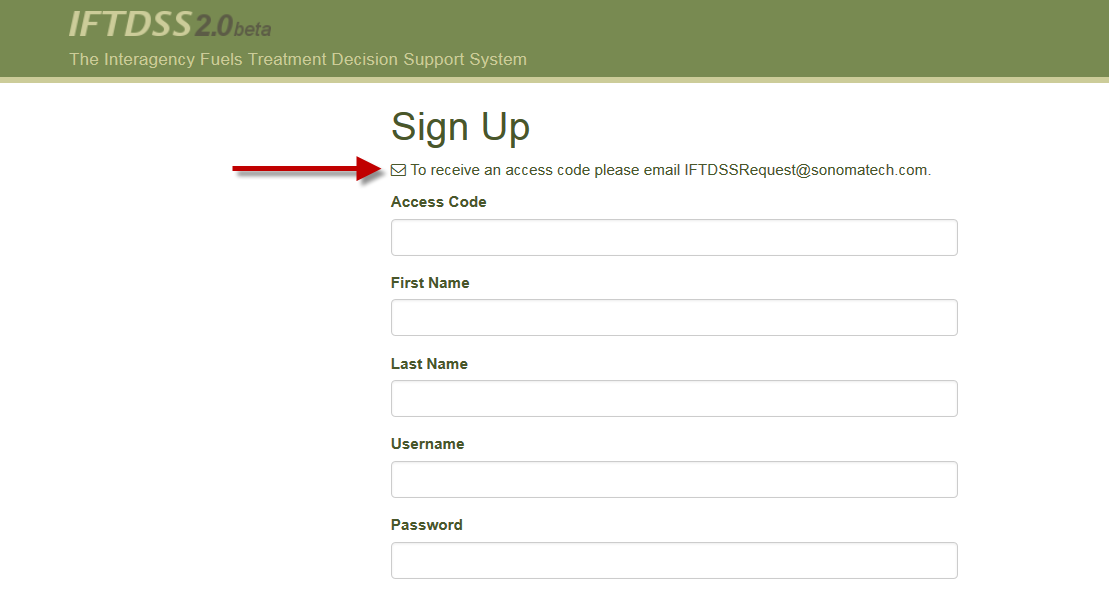 IFTDSS2.0beta
The Interagency Fuels Treatment Decision Support System
Sign Up
To receive an access code please email IFTDSSRequest@sonomatech.com.
Access Code
First Name
Last Name
Username
Password